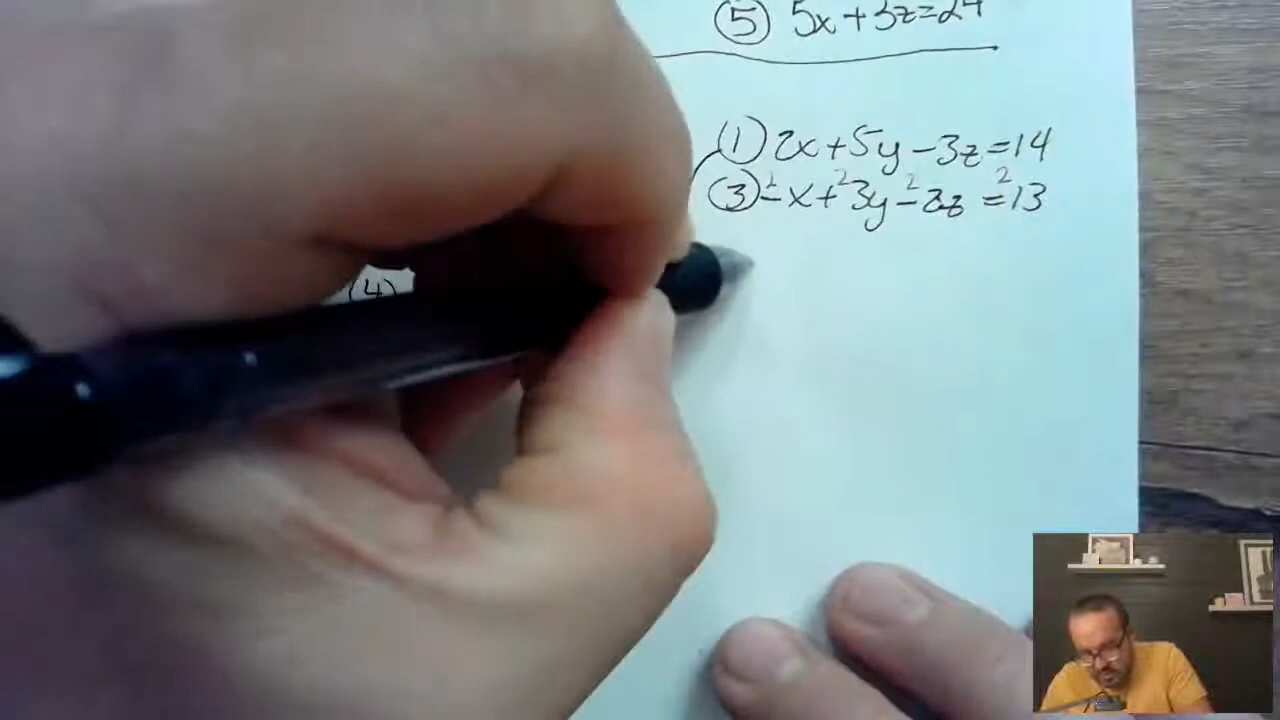 (5) 5x+3z=24
(1) 2x+5y-3z=14
(3) -x+3y-2z=13
(4)